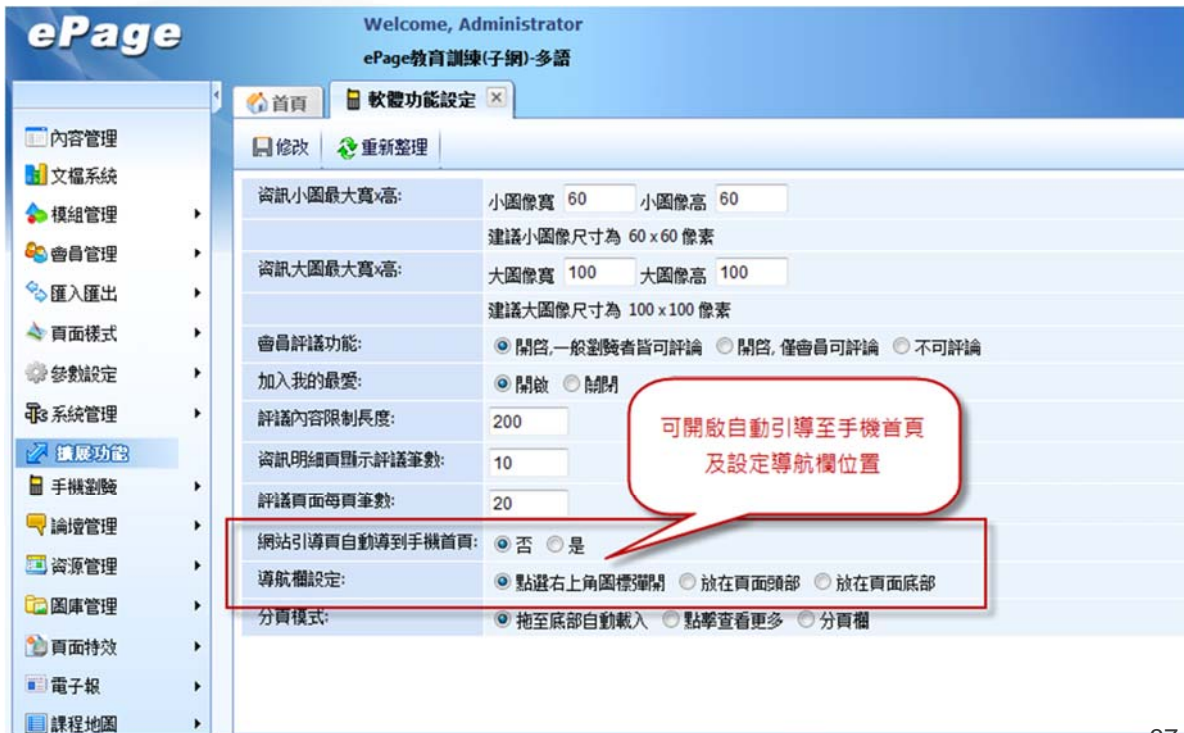 ePage
Welcome, Administrator
ePage教育訓練(子網)-多語
首頁 軟體功能設定
修改 重新整理
內容管理
文檔系統
模組管理
會員管理
匯入匯出
頁面樣式
參數設定
系統管理
擴展功能
手機瀏覽
論壇管理
資源管理
圖庫管理
頁面特效
電子報
課程地圖
資訊小圖最大寬x高: 小圖像寬 60 小圖像高 60
建議小圖像尺寸為 60 x 60 像素
資訊大圖最大寬x高: 大圖像寬 100 大圖像高 100
建議大圖像尺寸為 100 x 100 像素
會員評議功能: 開啓,一般瀏覽者皆可評論 開啓, 僅會員可評論 不可評論
加入我的最愛: 開啟 關閉
評議內容限制長度: 200
資訊明細頁顯示評議筆數: 10
評議頁面每頁筆數: 20
網站引導頁自動導到手機首頁: 否 是
導航欄設定: 點選右上角圖標彈開 放在頁面頭部 放在頁面底部
分頁模式: 拖至底部自動載入 點擊查看更多 分頁欄
可開啟自動引導至手機首頁
及設定導航欄位置